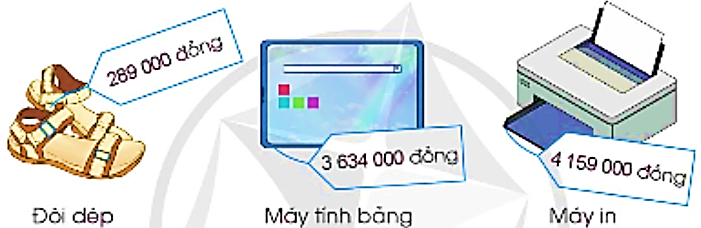 289 000 đồng
3 634 000 đồng
4 159 000 đồng
Đôi dép
Máy tính bảng
Máy in